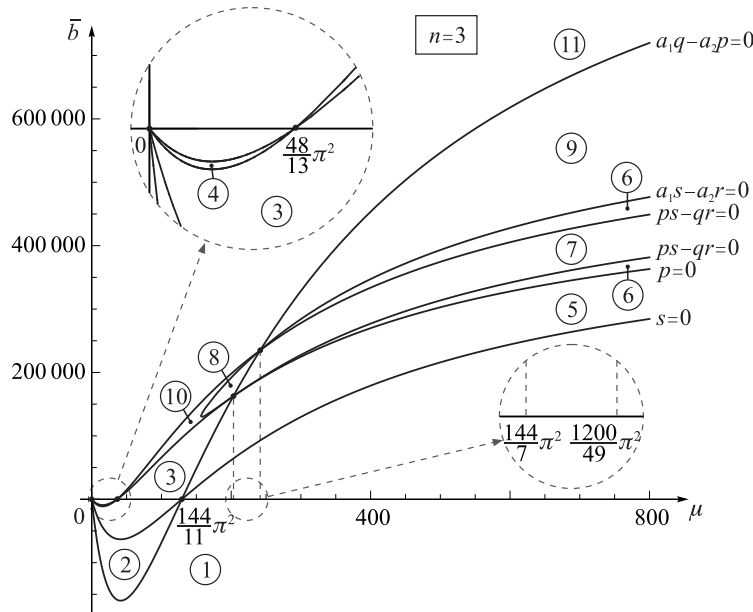 b̄
n=3
⑪
a₁q−a₂p=0
600 000
0
48/13 π²
④
③
⑨
⑥
a₁s−a₂r=0
ps−qr=0
400 000
⑦
ps−qr=0
p=0
⑥
⑤
s=0
⑧
200 000
⑩
144/7 π² 1200/49 π²
③
0
144/11 π²
400
800
μ
②
①